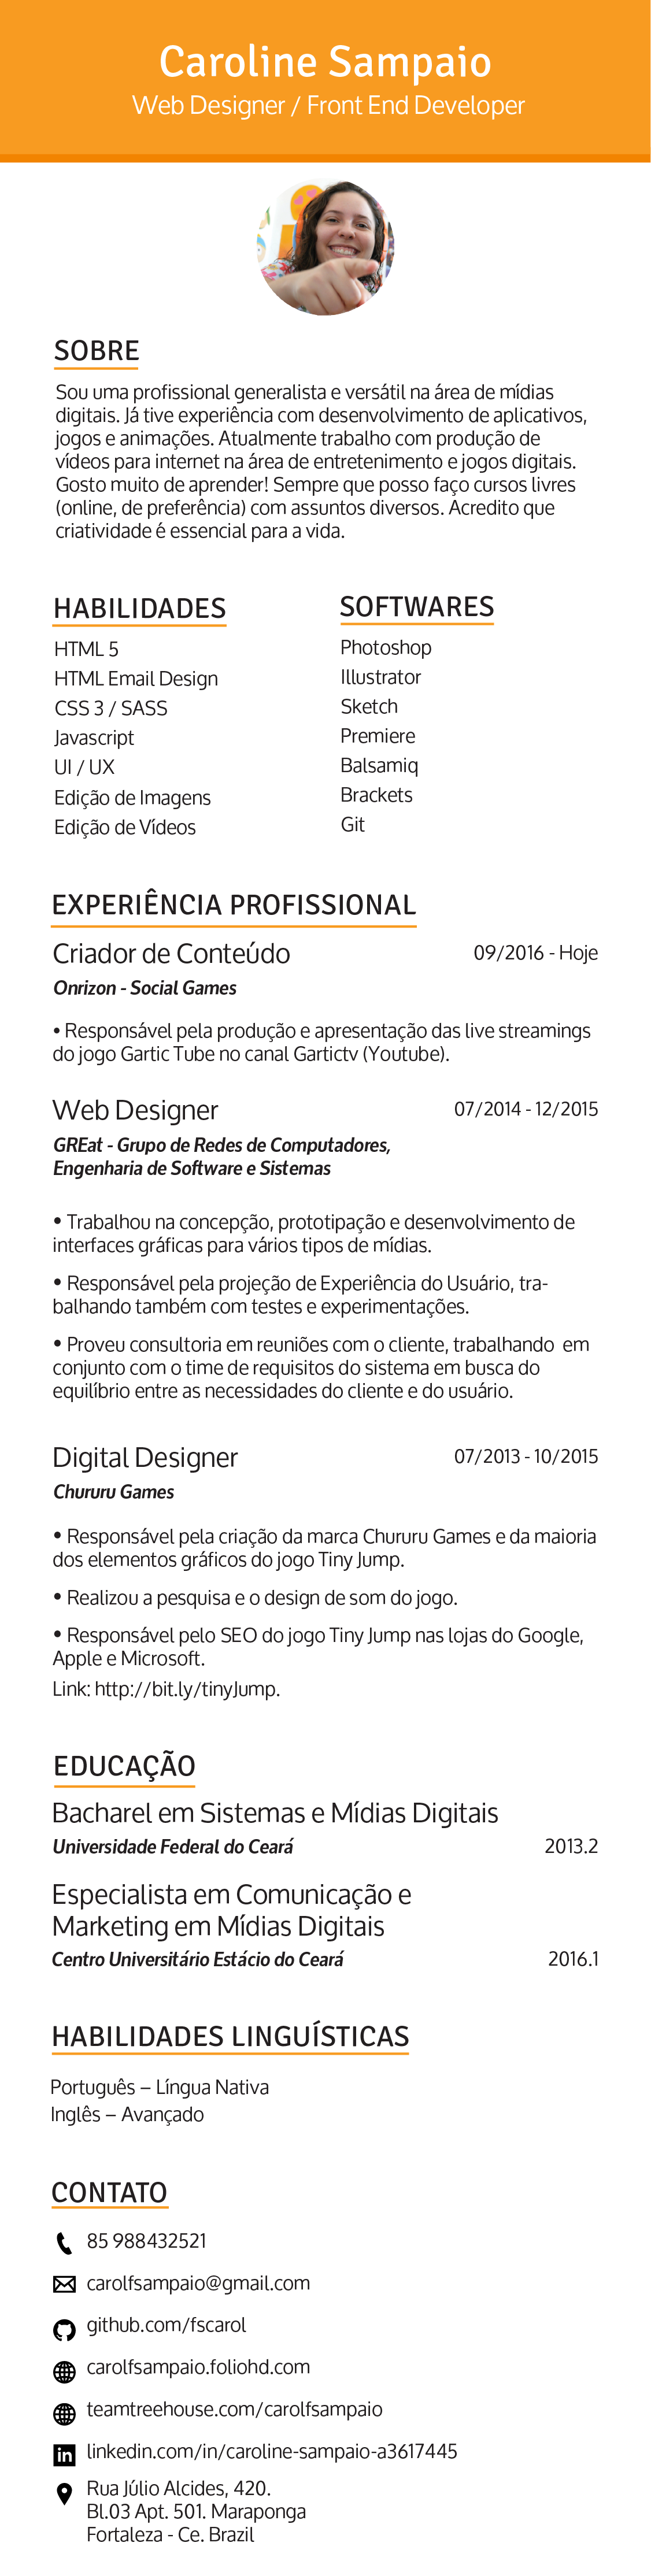 Caroline Sampaio
Web Designer / Front End Developer
SOBRE
Sou uma profissional generalista e versátil na área de mídias
digitais. Já tive experiência com desenvolvimento de aplicativos,
jogos e animações. Atualmente trabalho com produção de
vídeos para internet na área de entretenimento e jogos digitais.
Gosto muito de aprender! Sempre que posso faço cursos livres
(online, de preferência) com assuntos diversos. Acredito que
criatividade é essencial para a vida.
HABILIDADES
HTML 5
HTML Email Design
CSS 3 / SASS
Javascript
UI / UX
Edição de Imagens
Edição de Vídeos
SOFTWARES
Photoshop
Illustrator
Sketch
Premiere
Balsamiq
Brackets
Git
EXPERIÊNCIA PROFISSIONAL
Criador de Conteúdo 09/2016 - Hoje
Onrizon - Social Games
• Responsável pela produção e apresentação das live streamings
do jogo Gartic Tube no canal Gartictv (Youtube).
Web Designer 07/2014 - 12/2015
GREat - Grupo de Redes de Computadores,
Engenharia de Software e Sistemas
• Trabalhou na concepção, prototipação e desenvolvimento de
interfaces gráficas para vários tipos de mídias.
• Responsável pela projeção de Experiência do Usuário, tra-
balhando também com testes e experimentações.
• Proveu consultoria em reuniões com o cliente, trabalhando em
conjunto com o time de requisitos do sistema em busca do
equilíbrio entre as necessidades do cliente e do usuário.
Digital Designer 07/2013 - 10/2015
Chururu Games
• Responsável pela criação da marca Chururu Games e da maioria
dos elementos gráficos do jogo Tiny Jump.
• Realizou a pesquisa e o design de som do jogo.
• Responsável pelo SEO do jogo Tiny Jump nas lojas do Google,
Apple e Microsoft.
Link: http://bit.ly/tinyJump.
EDUCAÇÃO
Bacharel em Sistemas e Mídias Digitais
Universidade Federal do Ceará 2013.2
Especialista em Comunicação e
Marketing em Mídias Digitais
Centro Universitário Estácio do Ceará 2016.1
HABILIDADES LINGUÍSTICAS
Português – Língua Nativa
Inglês – Avançado
CONTATO
85 988432521
carolfsampaio@gmail.com
github.com/fscarol
carolfsampaio.foliohd.com
teamtreehouse.com/carolfsampaio
in linkedin.com/in/caroline-sampaio-a3617445
Rua Júlio Alcides, 420.
Bl.03 Apt. 501. Maraponga
Fortaleza - Ce. Brazil